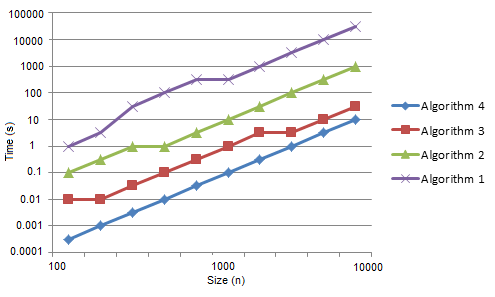 100000
10000
1000
100
10
1
0.1
0.01
0.001
0.0001
Time (s)
100
1000
10000
Size (n)
Algorithm 4
Algorithm 3
Algorithm 2
Algorithm 1